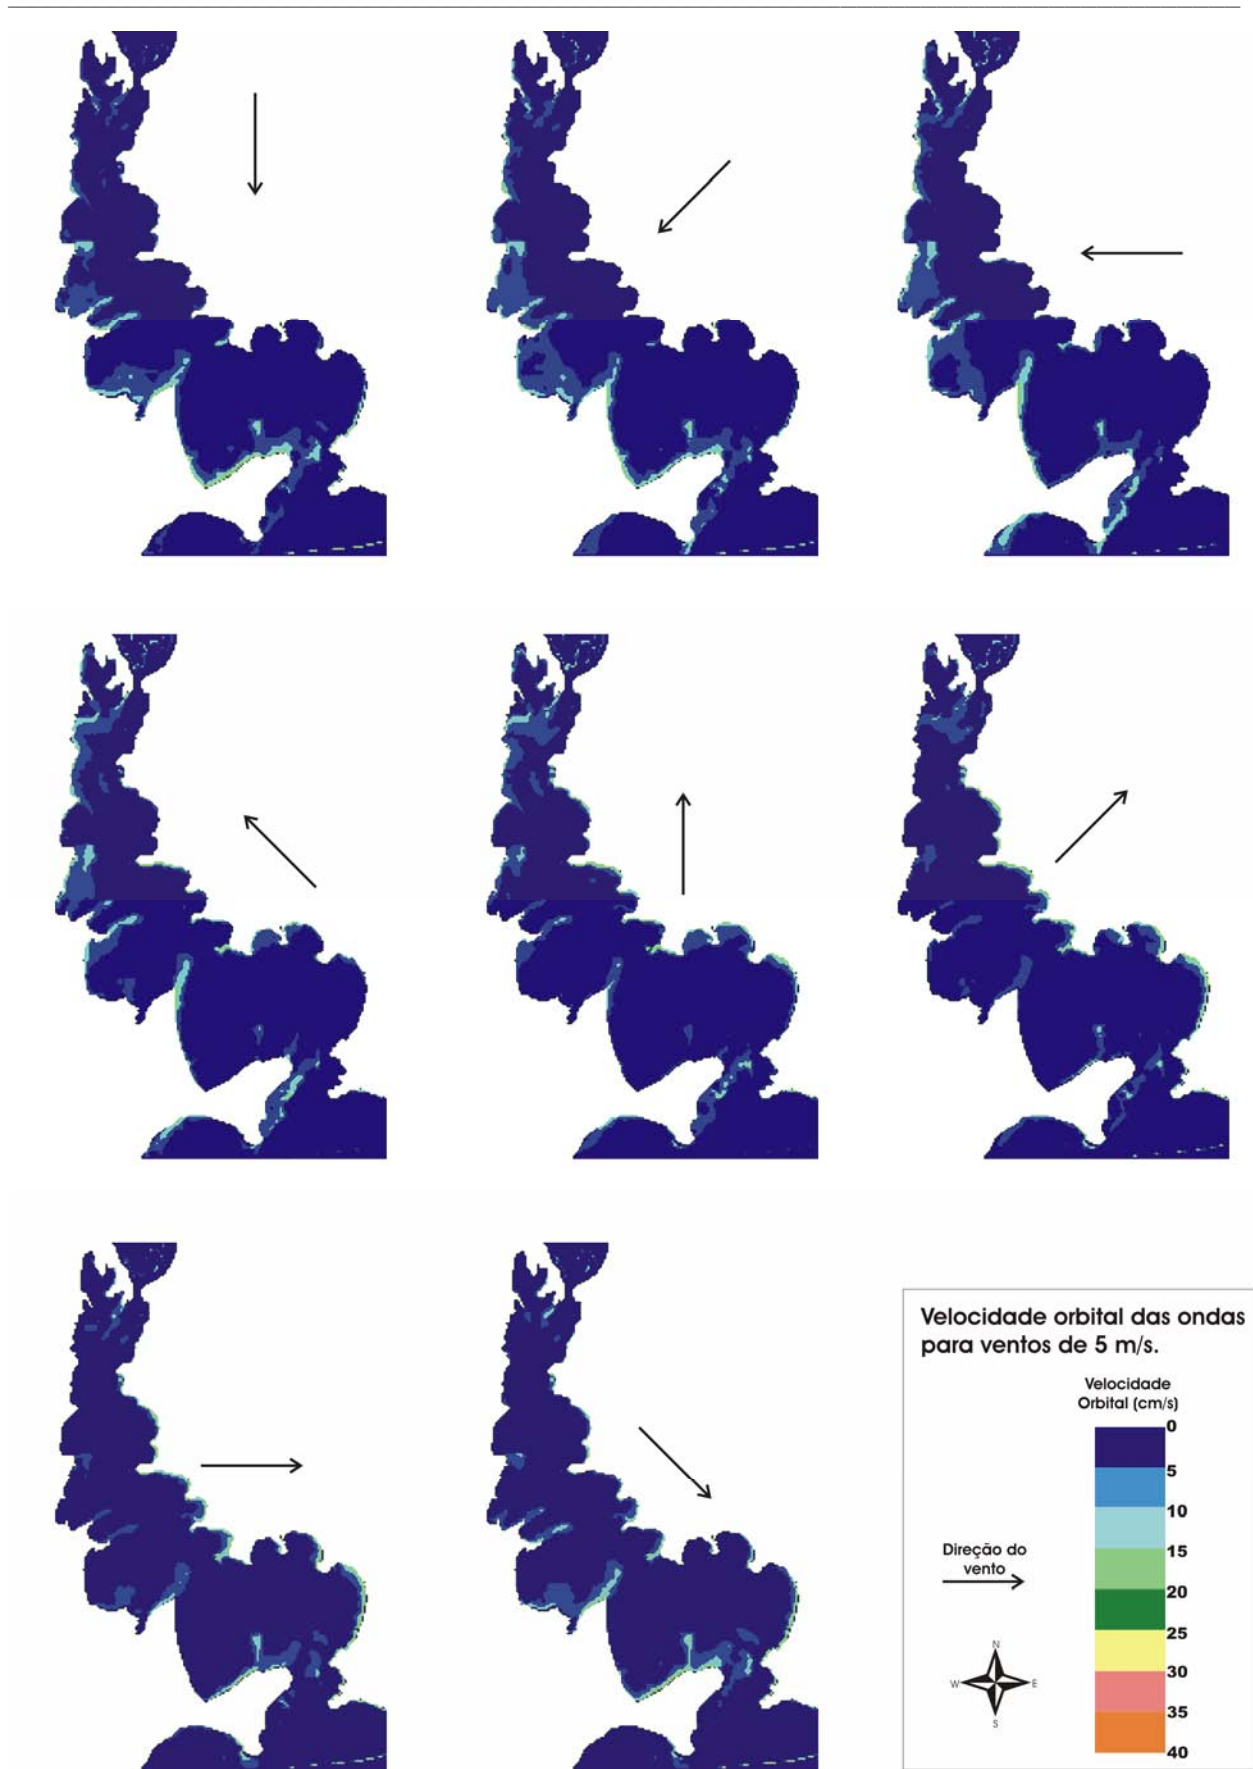 Velocidade orbital das ondas
para ventos de 5 m/s.
Velocidade
Orbital (cm/s)
0
5
10
15
20
25
30
35
40
Direção do
vento
N
W E
S